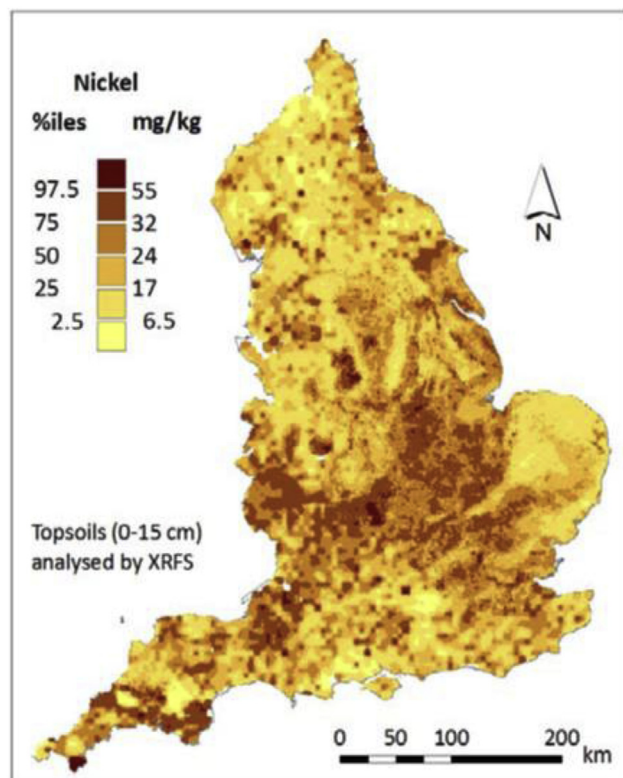 Nickel
%iles mg/kg
97.5 55
75 32
50 24
25 17
2.5 6.5
N
Topsoils (0-15 cm)
analysed by XRFS
0 50 100 200
km